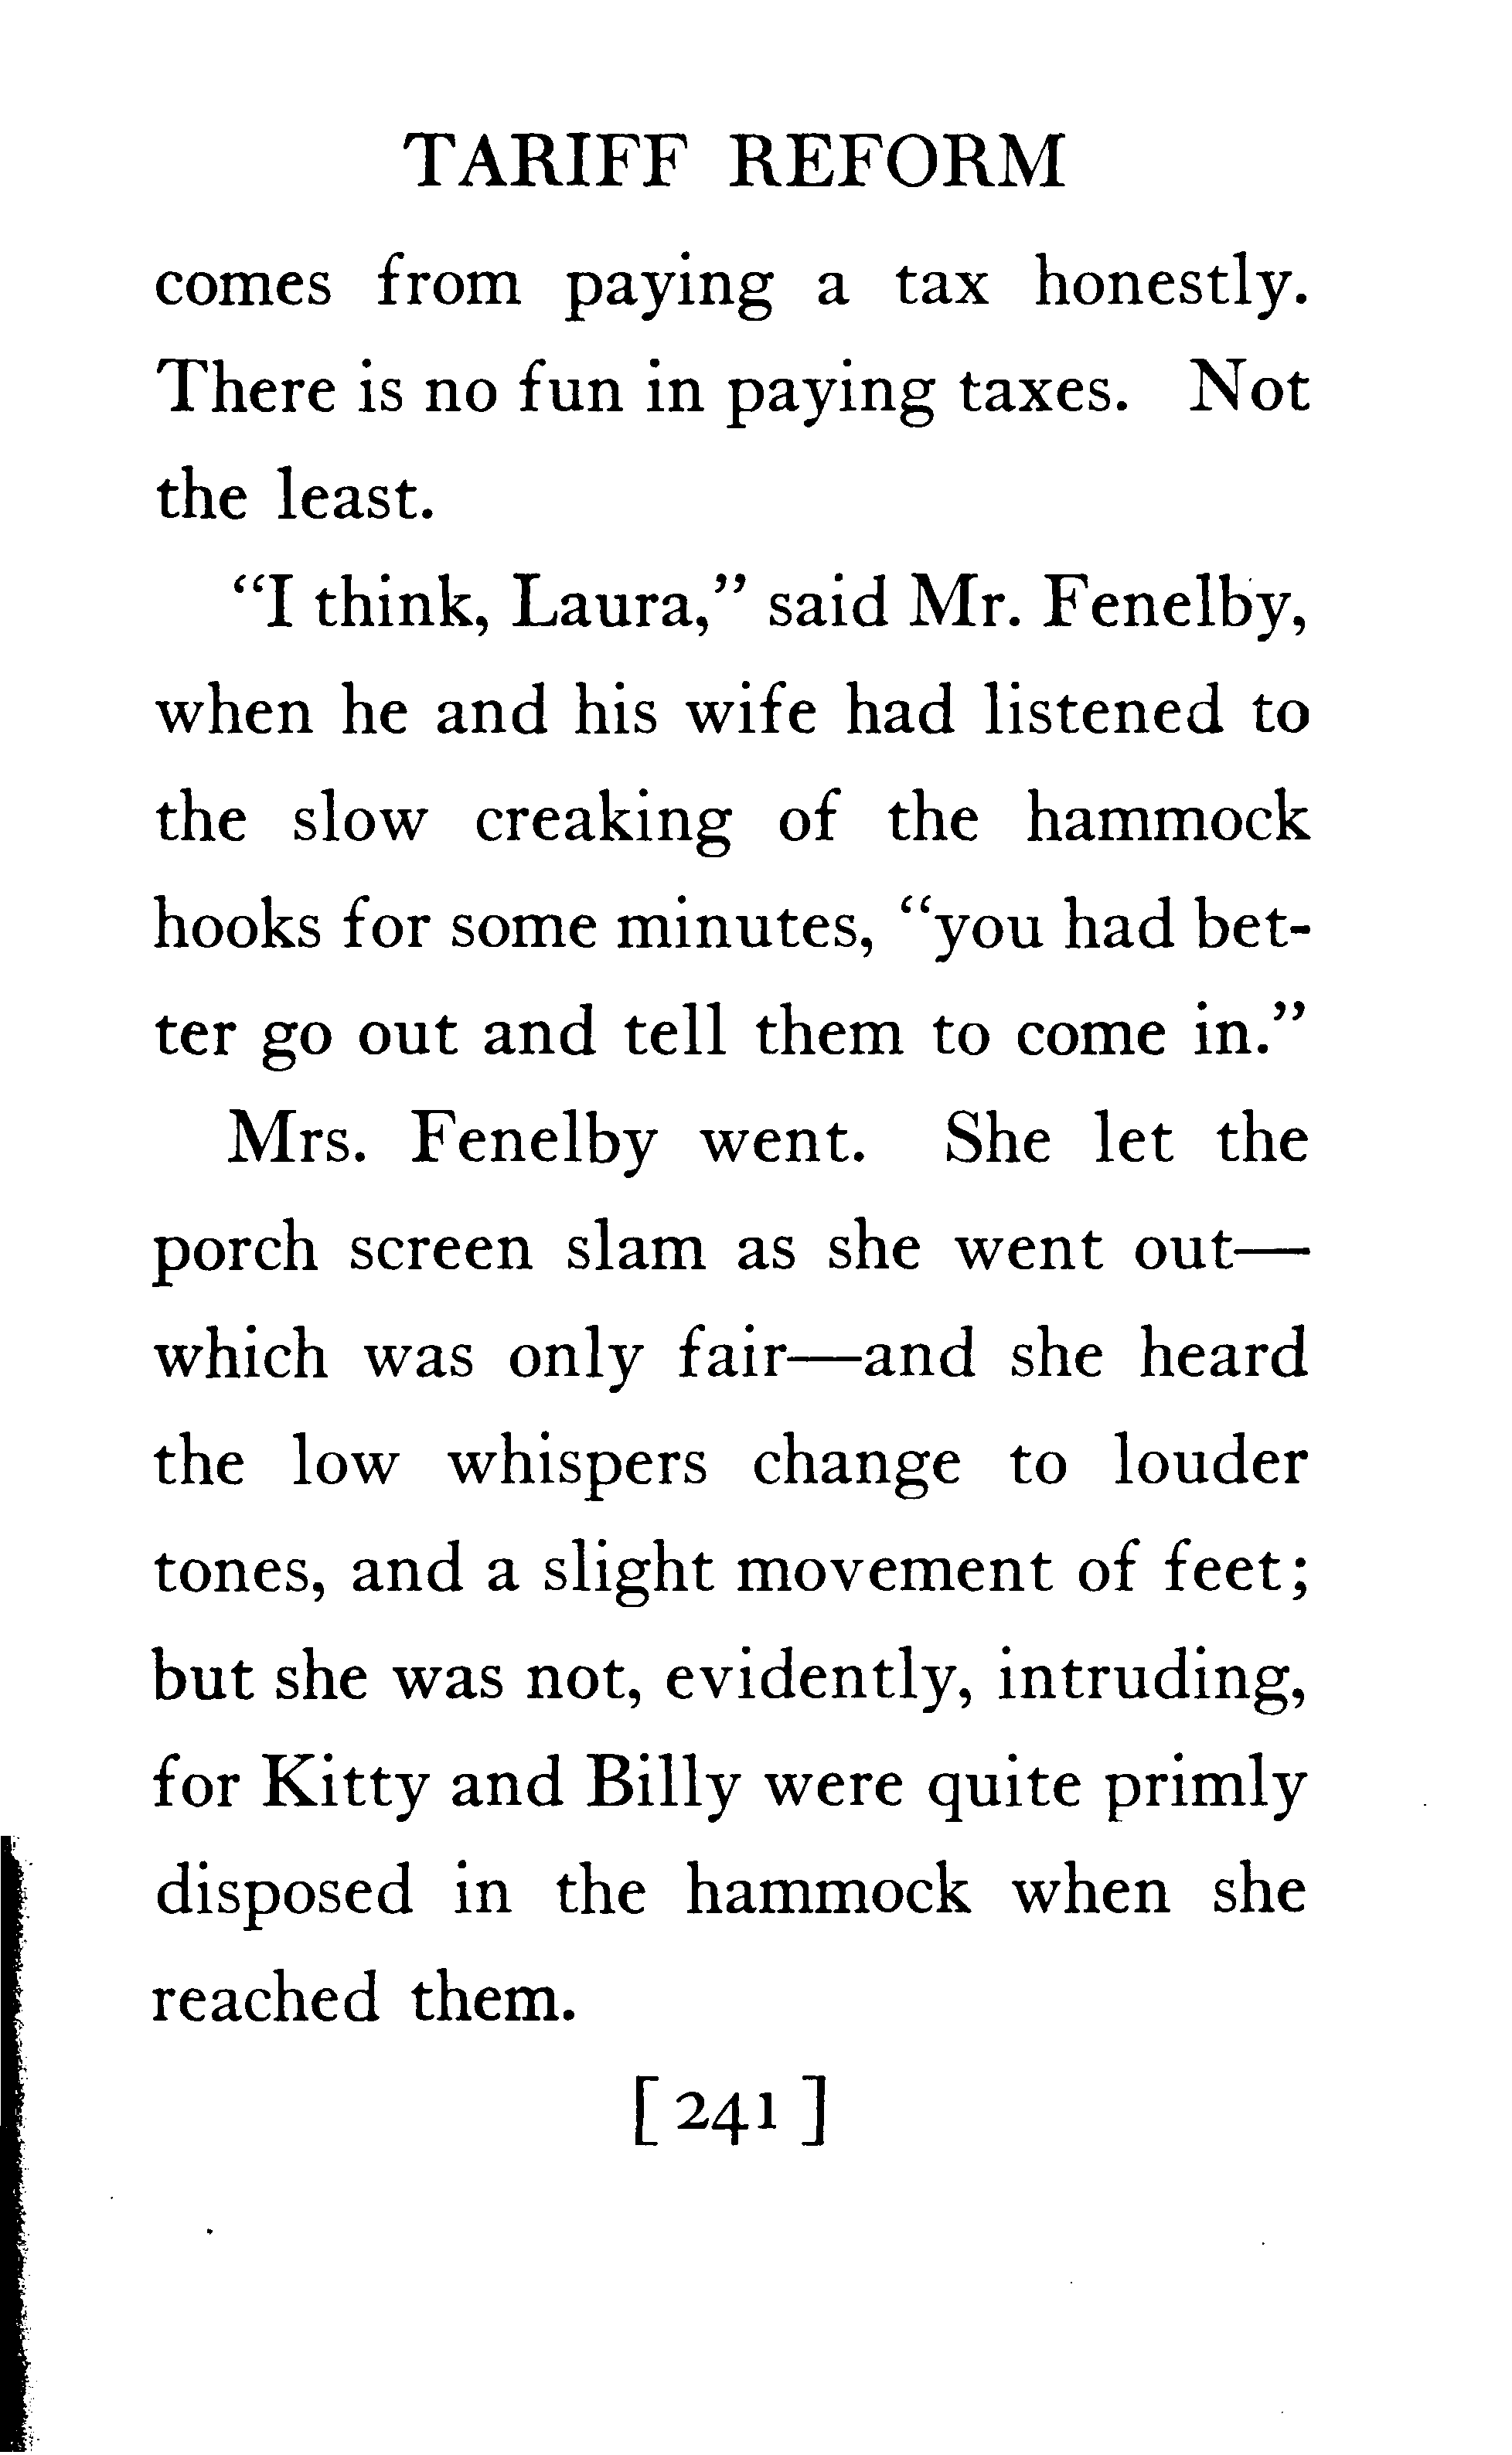 TARIFF REFORM
comes from paying a tax honestly.
There is no fun in paying taxes. Not
the least.
"I think, Laura," said Mr. Fenelby,
when he and his wife had listened to
the slow creaking of the hammock
hooks for some minutes, "you had bet-
ter go out and tell them to come in."
Mrs. Fenelby went. She let the
porch screen slam as she went out—
which was only fair—and she heard
the low whispers change to louder
tones, and a slight movement of feet;
but she was not, evidently, intruding,
for Kitty and Billy were quite primly
disposed in the hammock when she
reached them.
[241]